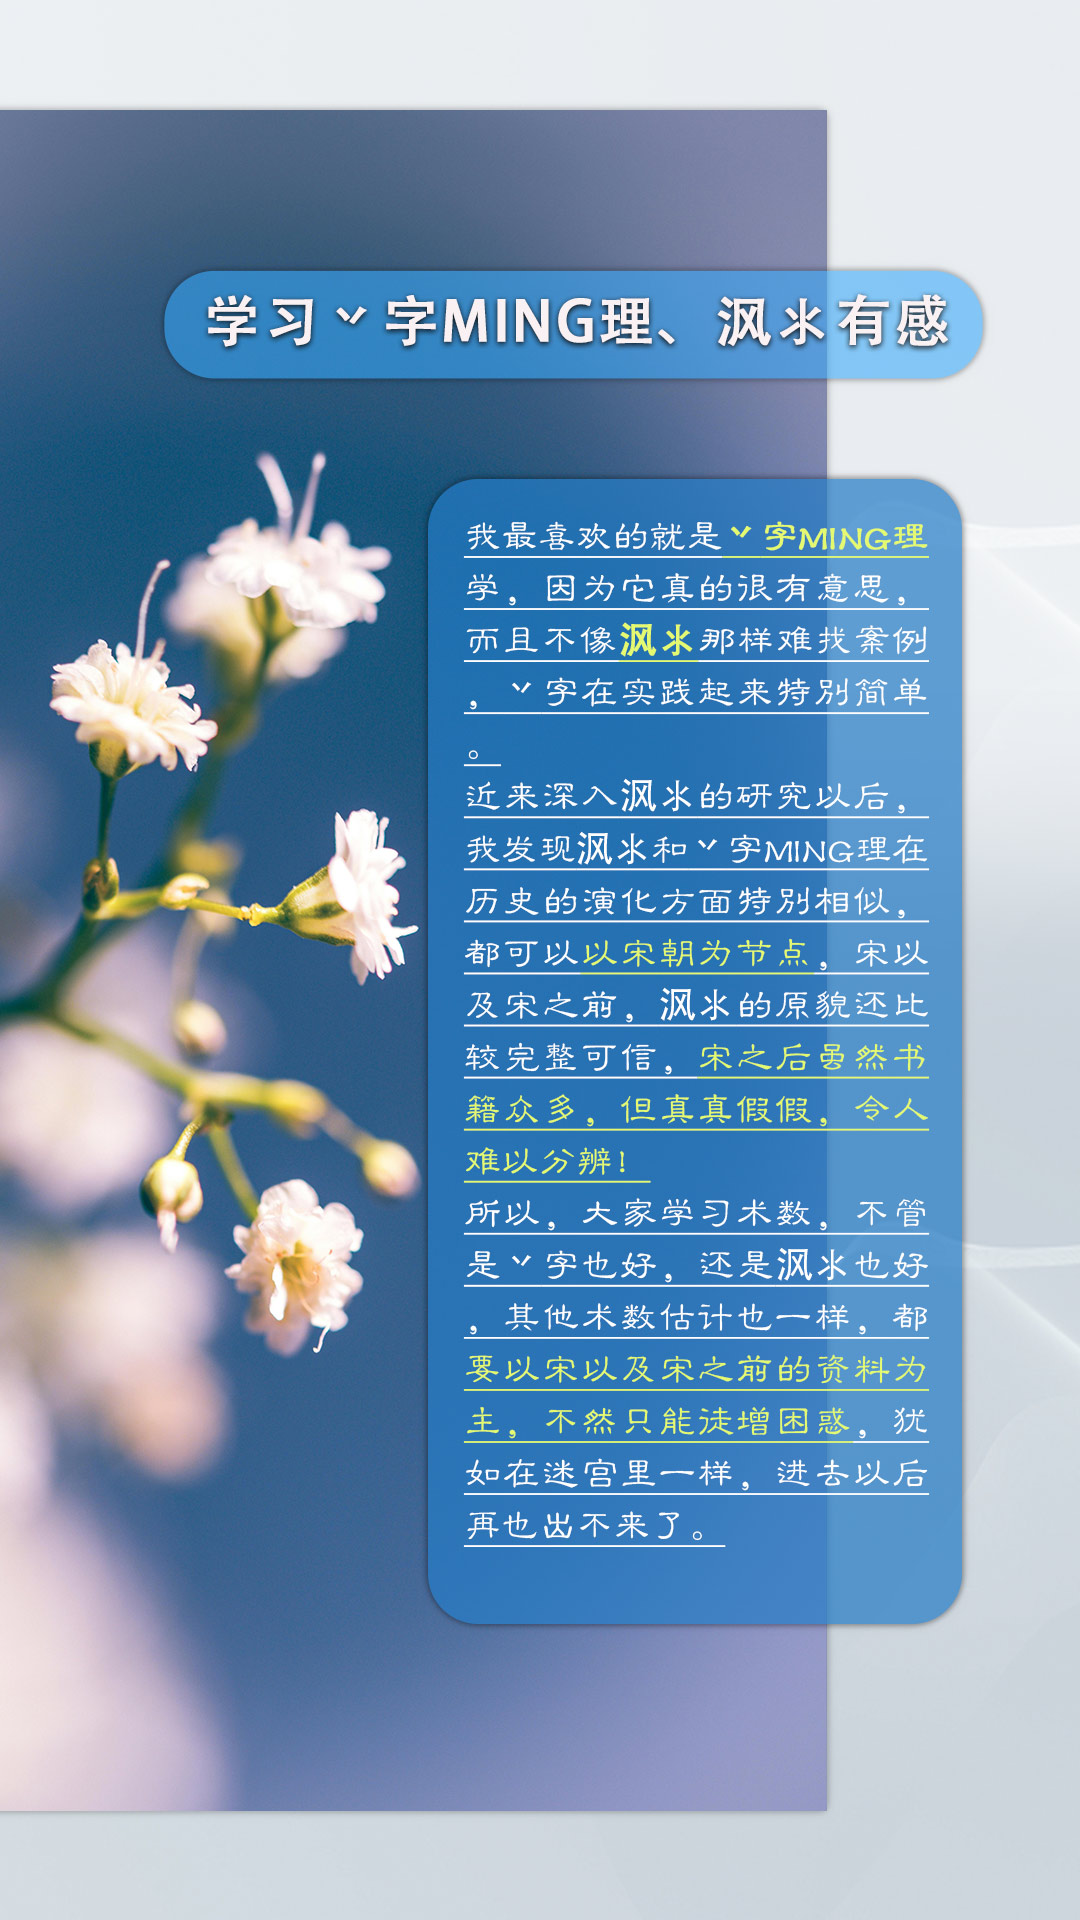 学习丷字MING理、沨氺有感
我最喜欢的就是丷字MING理
学，因为它真的很有意思，
而且不像沨氺那样难找案例
，丷字在实践起来特别简单
。
近来深入沨氺的研究以后，
我发现沨氺和丷字MING理在
历史的演化方面特别相似，
都可以以宋朝为节点，宋以
及宋之前，沨氺的原貌还比
较完整可信，宋之后虽然书
籍众多，但真真假假，令人
难以分辨！
所以，大家学习术数，不管
是丷字也好，还是沨氺也好
，其他术数估计也一样，都
要以宋以及宋之前的资料为
主，不然只能徒增困惑，犹
如在迷宫里一样，进去以后
再也出不来了。